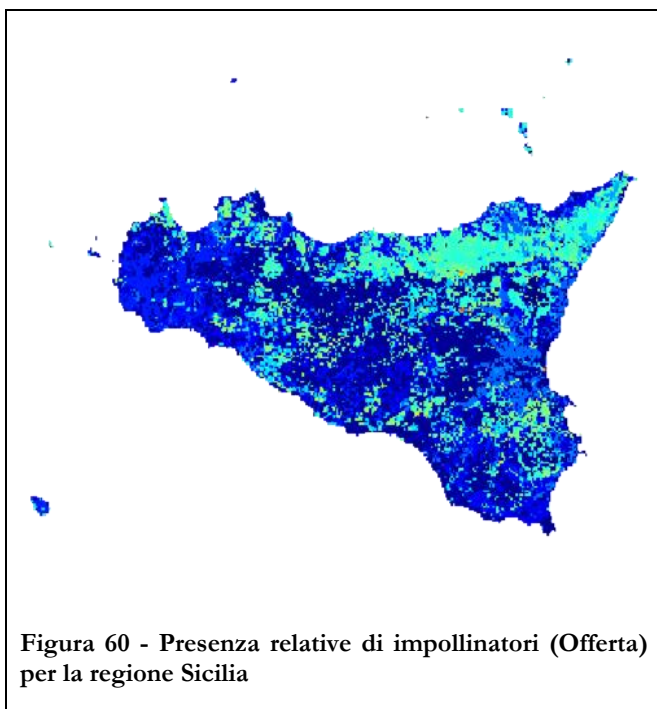 Figura 60 - Presenza relative di impollinatori (Offerta)
per la regione Sicilia